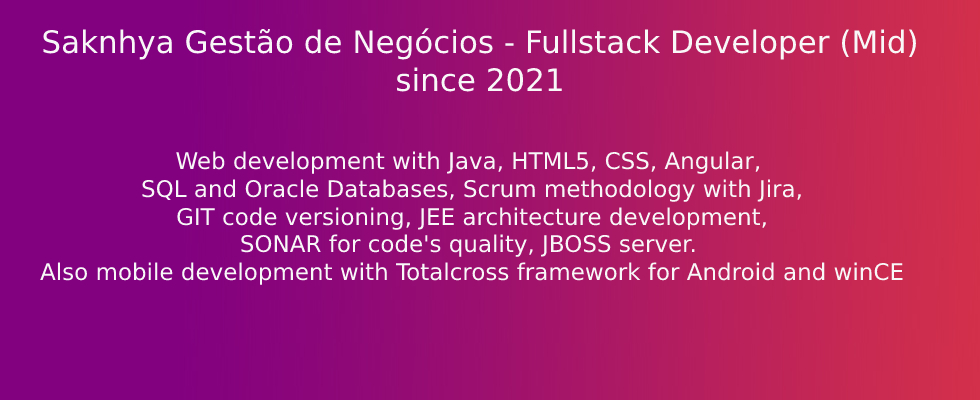 Saknhya Gestão de Negócios - Fullstack Developer (Mid)
since 2021
Web development with Java, HTML5, CSS, Angular,
SQL and Oracle Databases, Scrum methodology with Jira,
GIT code versioning, JEE architecture development,
SONAR for code's quality, JBOSS server.
Also mobile development with Totalcross framework for Android and winCE